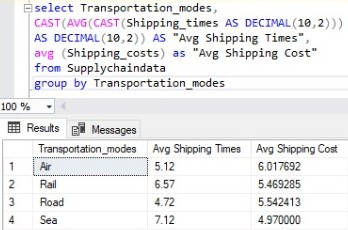 select Transportation_modes,
CAST(AVG(CAST(Shipping_times AS DECIMAL(10,2)))
AS DECIMAL(10,2)) AS "Avg Shipping Times",
avg (Shipping_costs) as "Avg Shipping Cost"
from Supplychaindata
group by Transportation_modes
100 %
Results Messages
Transportation_modes Avg Shipping Times Avg Shipping Cost
1 Air 5.12 6.017692
2 Rail 6.57 5.469285
3 Road 4.72 5.542413
4 Sea 7.12 4.970000